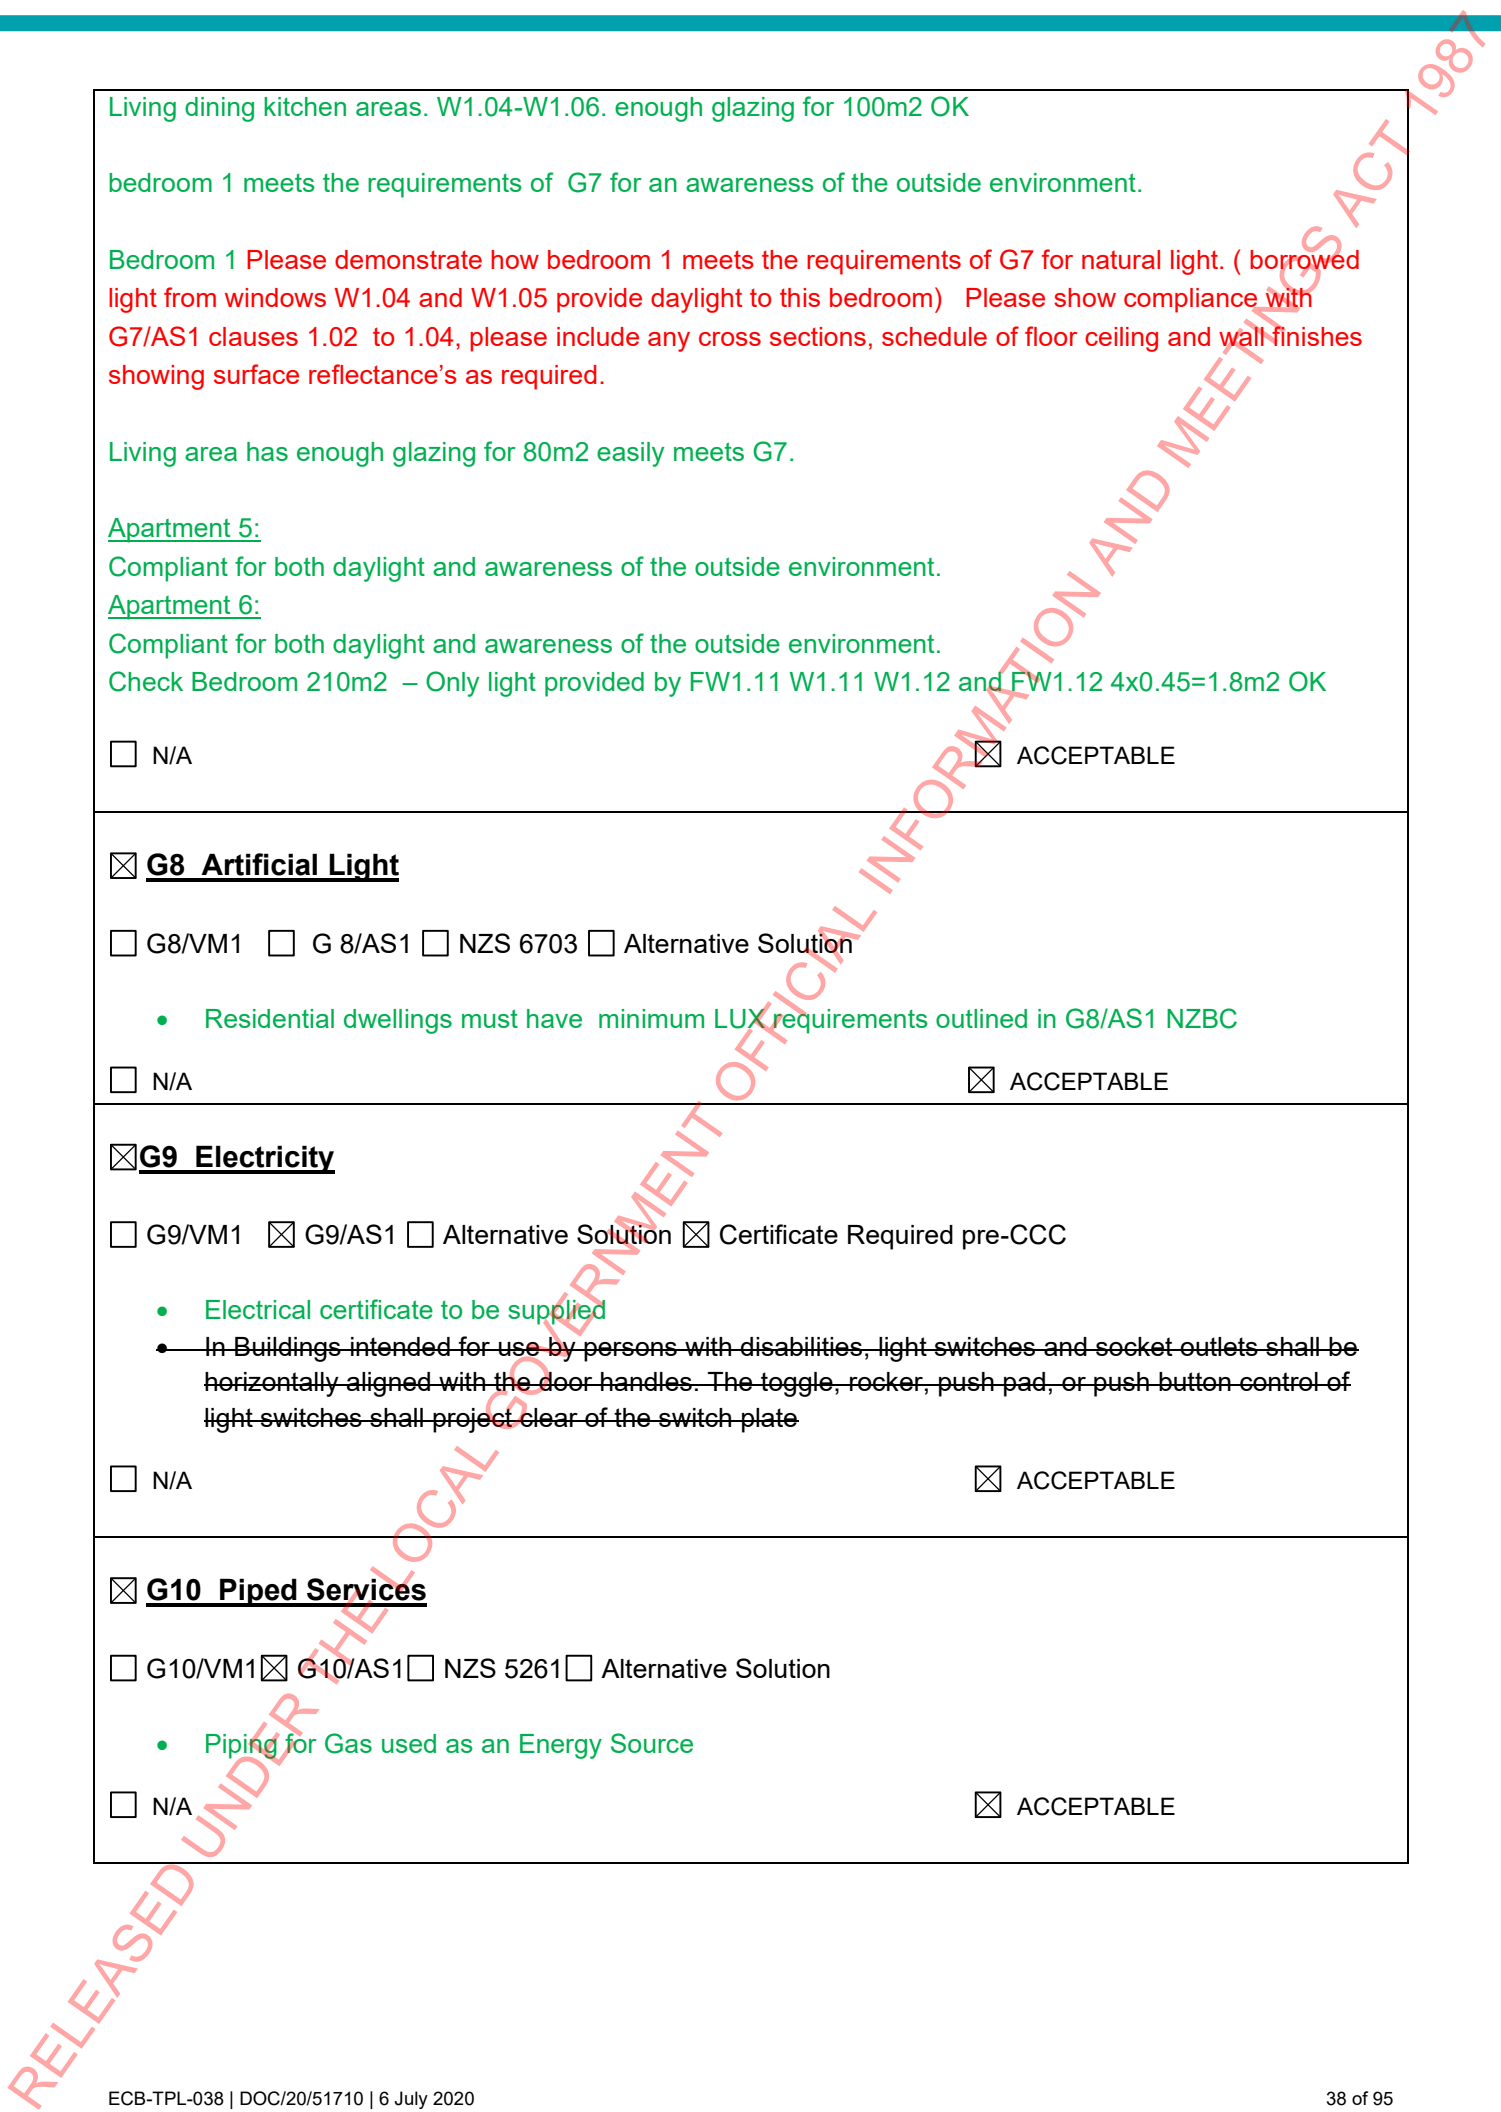 Living dining kitchen areas. W1.04-W1.06. enough glazing for 100m2 OK
bedroom 1 meets the requirements of  G7 for an awareness of the outside environment.
Bedroom 1 Please demonstrate how bedroom 1 meets the requirements of G7 for natural light. ( borrowed
light from windows W1.04 and W1.05 provide daylight to this bedroom)   Please show compliance with
G7/AS1 clauses 1.02  to 1.04, please include any cross sections, schedule of floor ceiling and wall finishes
showing surface reflectance’s as required.
Living area has enough glazing for 80m2 easily meets G7.
Apartment 5:
Compliant for both daylight and awareness of the outside environment.
Apartment 6:
Compliant for both daylight and awareness of the outside environment.
Check Bedroom 210m2  – Only light provided by FW1.11 W1.11 W1.12 and FW1.12 4x0.45=1.8m2 OK
☐ N/A ☒ ACCEPTABLE
☒ G8  Artificial Light
☐ G8/VM1 ☐ G 8/AS1 ☐ NZS 6703 ☐ Alternative Solution
• Residential dwellings must have  minimum LUX requirements outlined in G8/AS1 NZBC
☐ N/A ☒ ACCEPTABLE
☒G9  Electricity
☐ G9/VM1 ☒ G9/AS1 ☐ Alternative Solution ☒ Certificate Required pre-CCC
• Electrical certificate to be supplied
• In Buildings intended for use by persons with disabilities, light switches and socket outlets shall be
horizontally aligned with the door handles. The toggle, rocker, push pad, or push button control of
light switches shall project clear of the switch plate
☐ N/A ☒ ACCEPTABLE
☒ G10  Piped Services
☐ G10/VM1☒ G10/AS1☐ NZS 5261☐ Alternative Solution
• Piping for Gas used as an Energy Source
☐ N/A ☒ ACCEPTABLE
RELEASED UNDER THE LOCAL GOVERNMENT OFFICIAL INFORMATION AND MEETINGS ACT 1987
ECB-TPL-038 | DOC/20/51710 | 6 July 2020 38 of 95